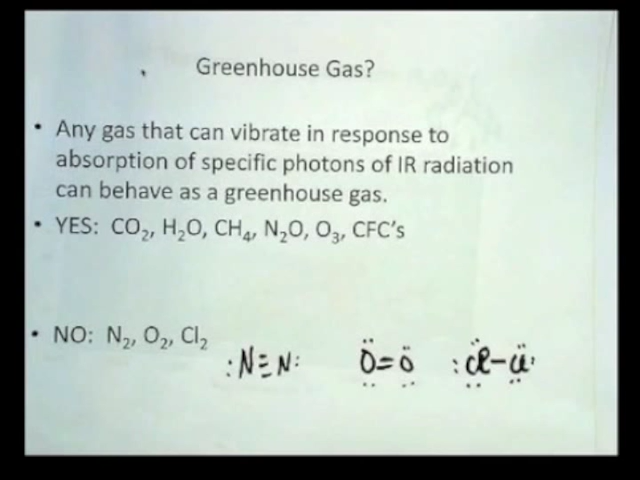 Greenhouse Gas?
• Any gas that can vibrate in response to
absorption of specific photons of IR radiation
can behave as a greenhouse gas.
• YES: CO₂, H₂O, CH₄, N₂O, O₃, CFC's
• NO: N₂, O₂, Cl₂
:N≡N: Ö=Ö :Cl–Cl: